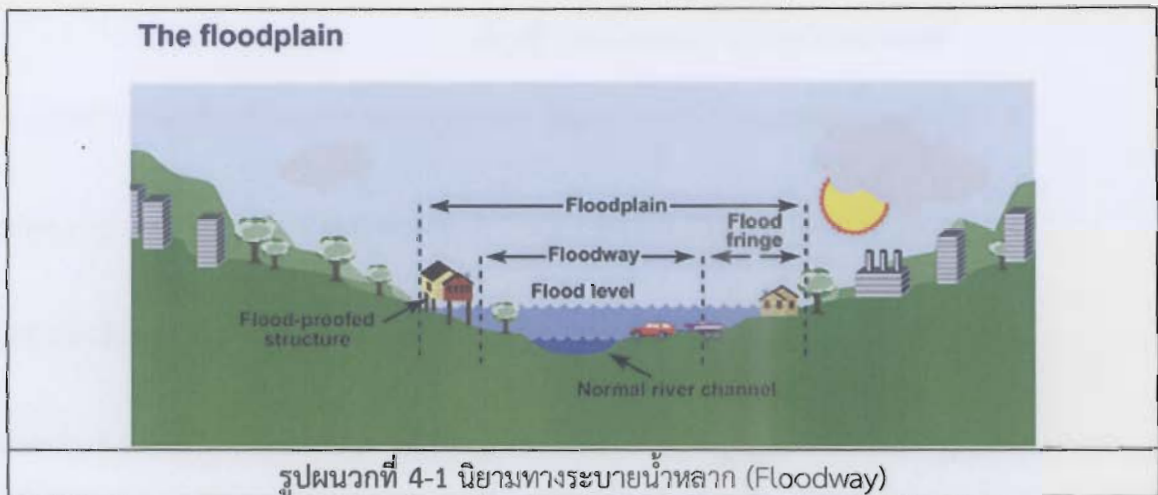 The floodplain
Floodplain
Flood
fringe
Floodway
Flood level
Flood-proofed
structure
Normal river channel
รูปผนวกที่ 4-1 นิยามทางระบายน้ำหลาก (Floodway)